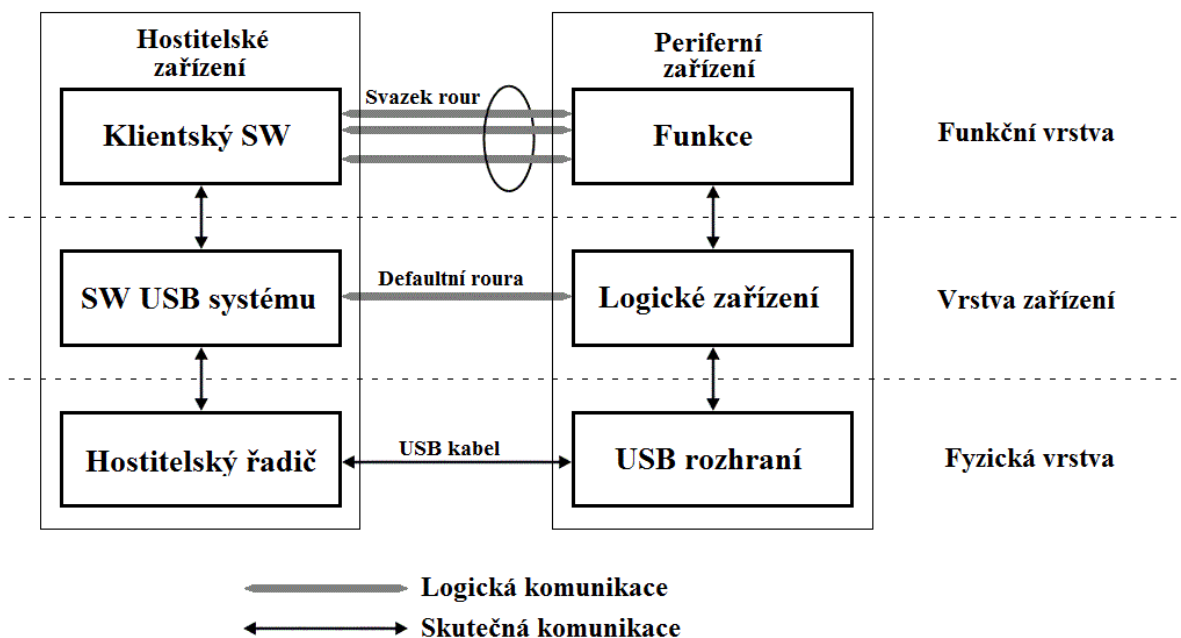 Hostitelské
zařízení
Periferní
zařízení
Klientský SW
Svazek rour
Funkce
Funkční vrstva
SW USB systému
Defaultní roura
Logické zařízení
Vrstva zařízení
Hostitelský řadič
USB kabel
USB rozhraní
Fyzická vrstva
Logická komunikace
Skutečná komunikace